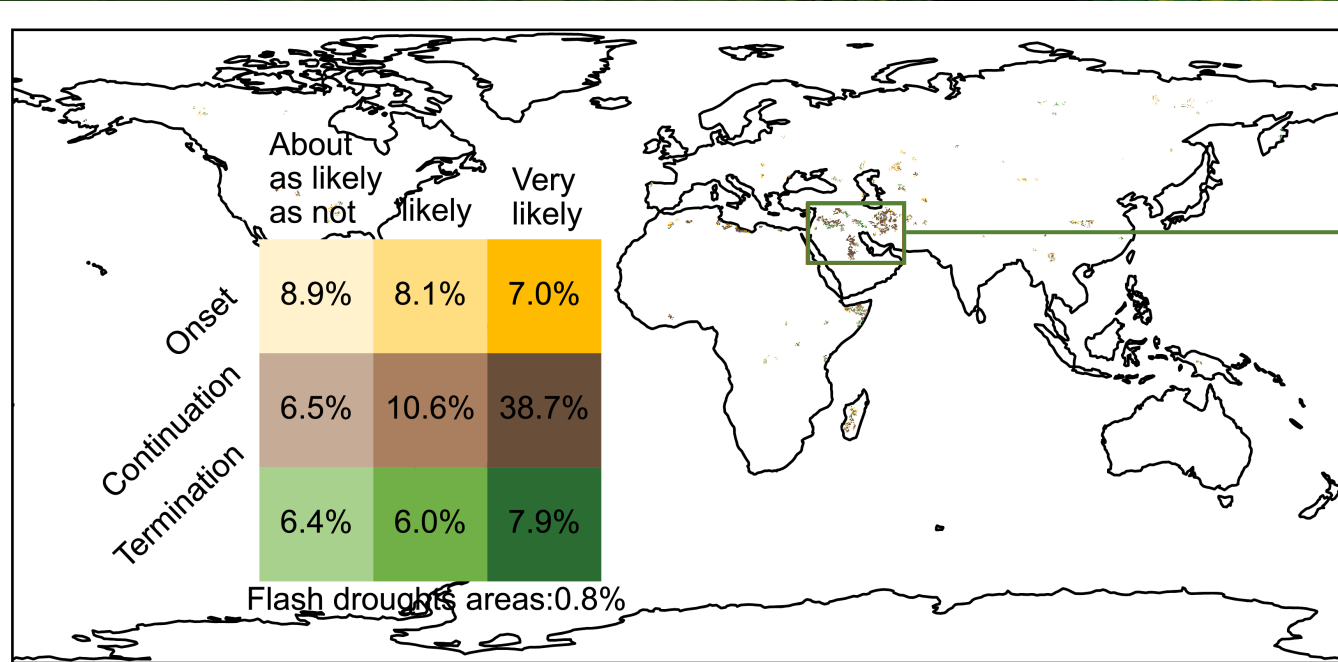 About
as likely
as not
likely
Very
likely
Onset
8.9%
8.1%
7.0%
Continuation
6.5%
10.6%
38.7%
Termination
6.4%
6.0%
7.9%
Flash droughts areas:0.8%